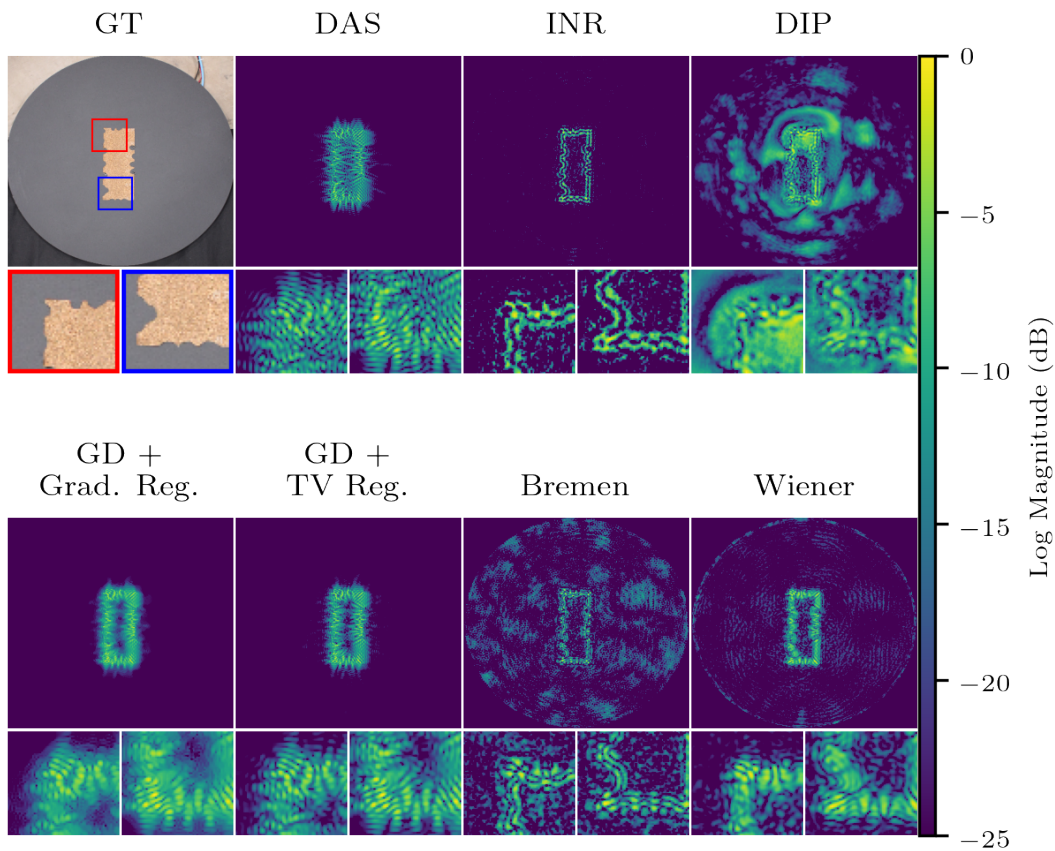 GT
DAS
INR
DIP
0
−5
−10
−15
−20
−25
Log Magnitude (dB)
GD +
Grad. Reg.
GD +
TV Reg.
Bremen
Wiener